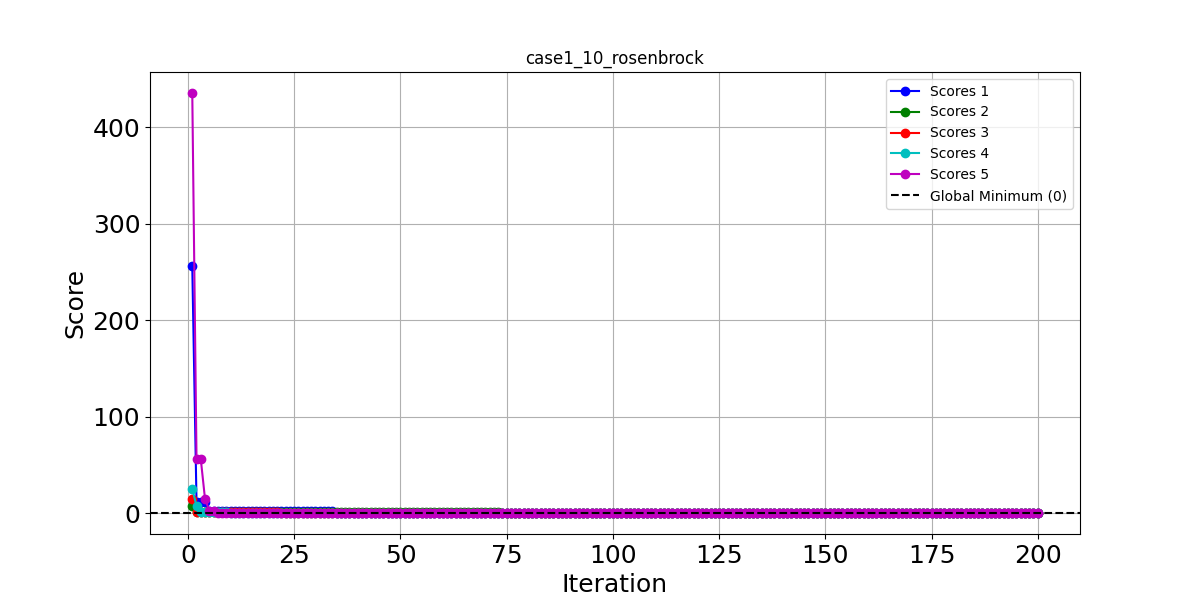 case1_10_rosenbrock
Scores 1
Scores 2
Scores 3
Scores 4
Scores 5
Global Minimum (0)
Score
400
300
200
100
0
0 25 50 75 100 125 150 175 200
Iteration